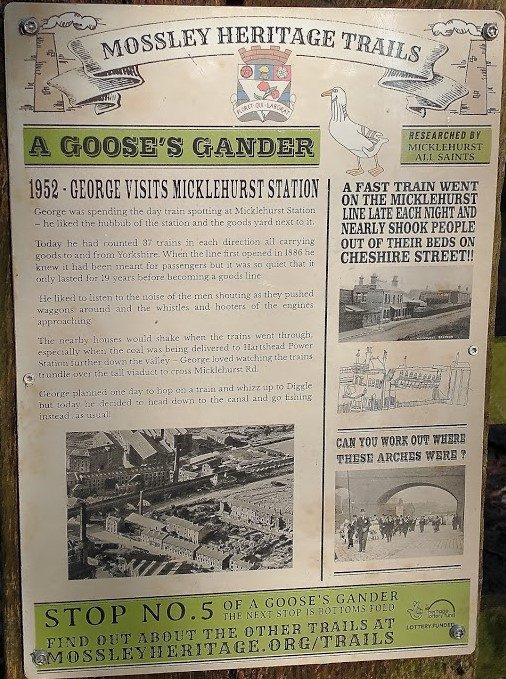 MOSSLEY HERITAGE TRAILS
FLORET QUI LABORAT
A GOOSE'S GANDER
RESEARCHED BY
MICKLEHURST
ALL SAINTS
1952 - GEORGE VISITS MICKLEHURST STATION
George was spending the day train spotting at Micklehurst Station
– he liked the hubbub of the station and the goods yard next to it.
Today he had counted 37 trains in each direction all carrying
goods to and from Yorkshire. When the line first opened in 1886 he
knew it had been meant for passengers but it was so quiet that it
only lasted for 19 years before becoming a goods line.
He liked to listen to the noise of the men shouting as they pushed
waggons around and the whistles and hooters of the engines
approaching.
The nearby houses would shake when the trains went through,
especially when the coal was being delivered to Hartshead Power
Station further down the valley – George loved watching the trains
trundle over the tall viaduct to cross Micklehurst Rd.
George planned one day to hop on a train and whizz up to Diggle
but today he decided to head down to the canal and go fishing
instead, as usual!
A FAST TRAIN WENT
ON THE MICKLEHURST
LINE LATE EACH NIGHT AND
NEARLY SHOOK PEOPLE
OUT OF THEIR BEDS ON
CHESHIRE STREET!!
CAN YOU WORK OUT WHERE
THESE ARCHES WERE ?
STOP NO.5 OF A GOOSE'S GANDER
THE NEXT STOP IS BOTTOMS FOLD
FIND OUT ABOUT THE OTHER TRAILS AT
MOSSLEYHERITAGE.ORG/TRAILS
heritage
lottery fund
LOTTERY FUNDED